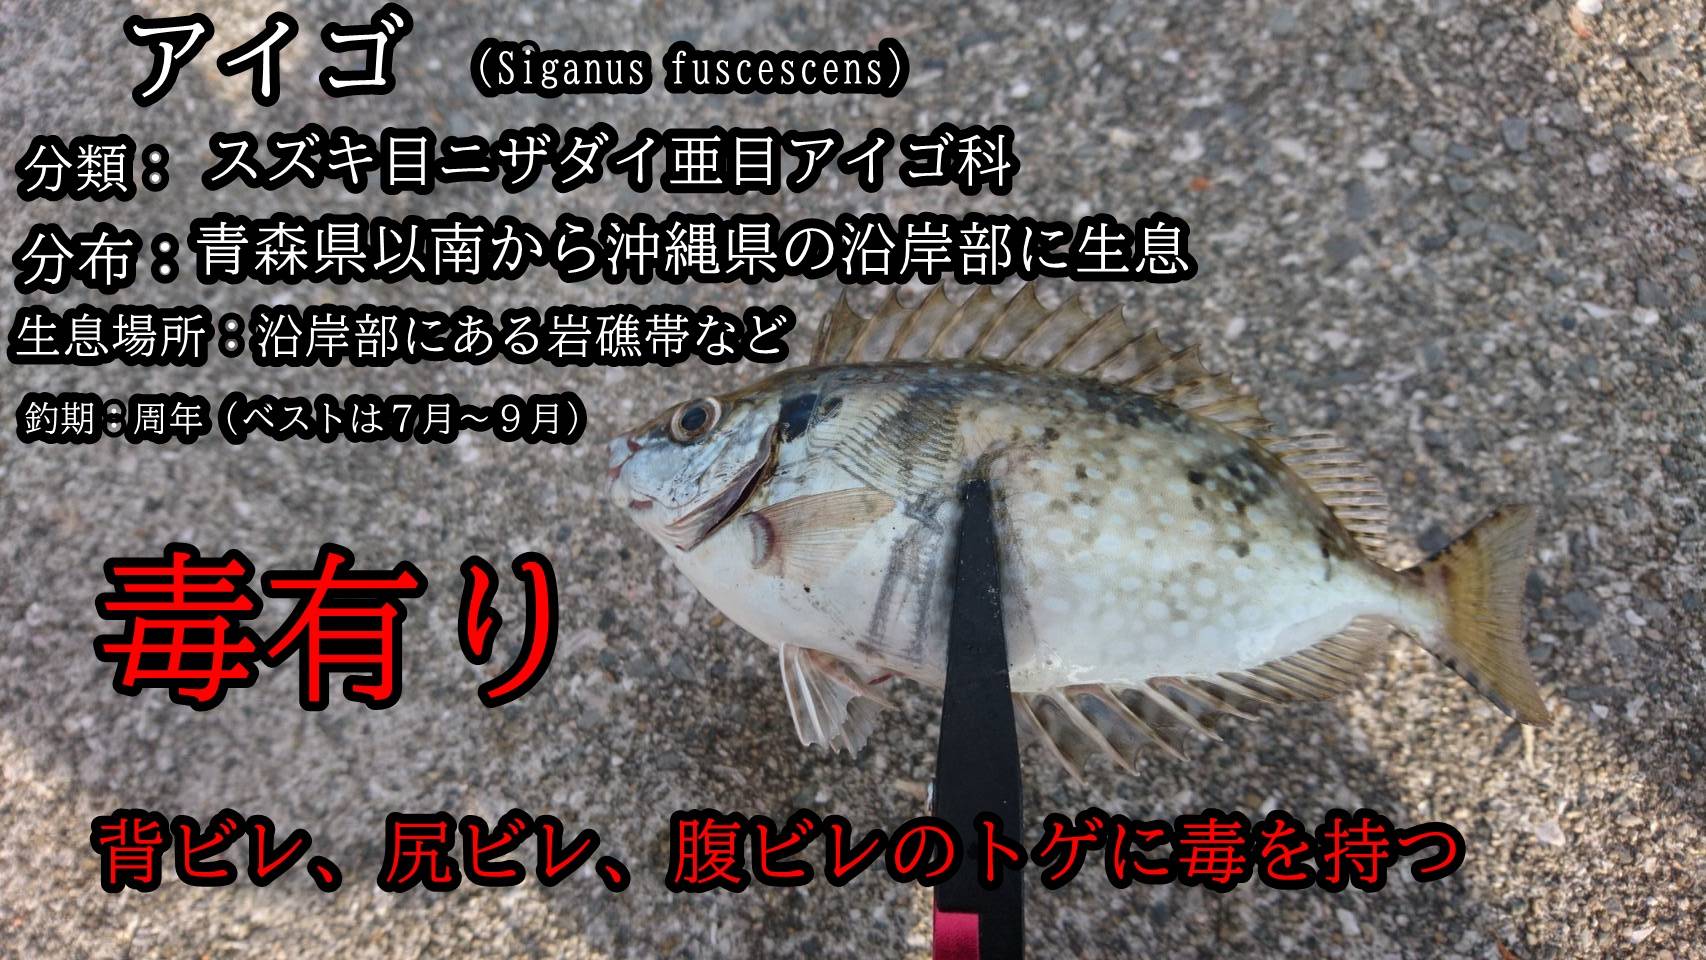 アイゴ （Siganus fuscescens）
分類：スズキ目ニザダイ亜目アイゴ科
分布：青森県以南から沖縄県の沿岸部に生息
生息場所：沿岸部にある岩礁帯など
釣期：周年（ベストは７月～９月）
毒有り
背ビレ、尻ビレ、腹ビレのトゲに毒を持つ